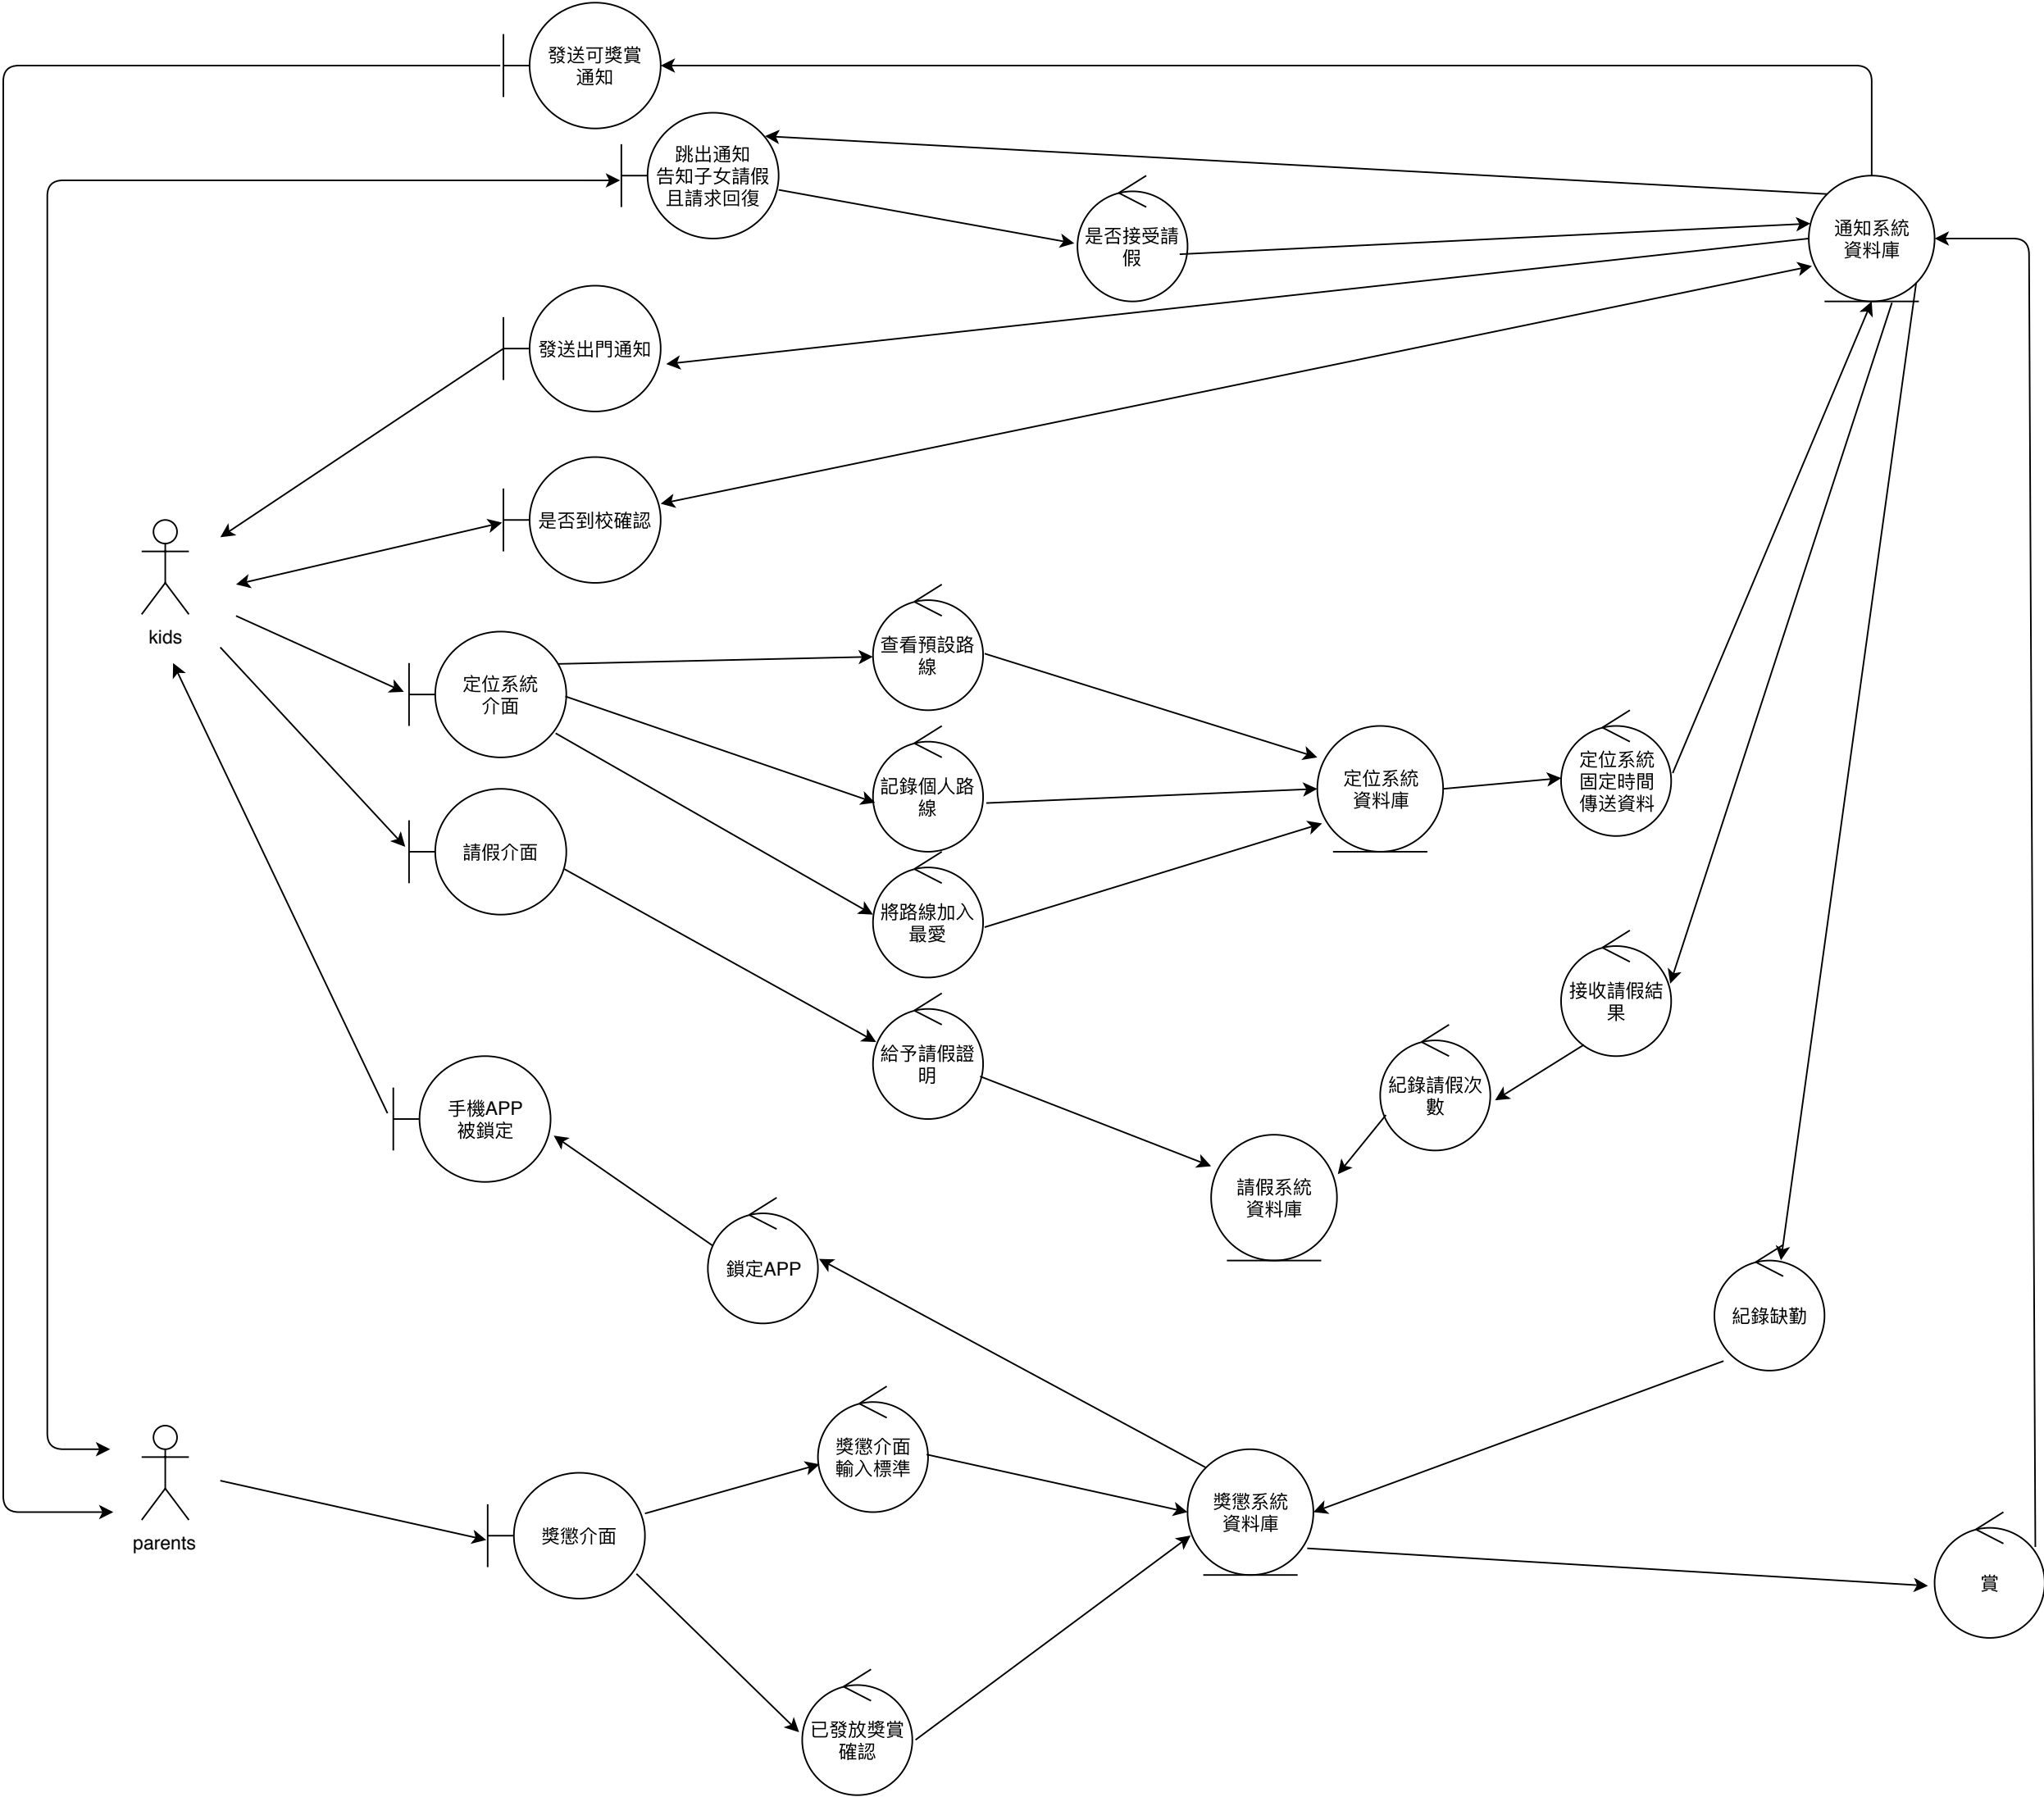 發送可獎賞
通知
跳出通知
告知子女請假
且請求回復
是否接受請
假
通知系統
資料庫
發送出門通知
是否到校確認
kids
定位系統
介面
查看預設路
線
記錄個人路
線
定位系統
資料庫
定位系統
固定時間
傳送資料
請假介面
將路線加入
最愛
接收請假結
果
給予請假證
明
紀錄請假次
數
手機APP
被鎖定
請假系統
資料庫
鎖定APP
紀錄缺勤
獎懲介面
輸入標準
獎懲系統
資料庫
parents
獎懲介面
賞
已發放獎賞
確認